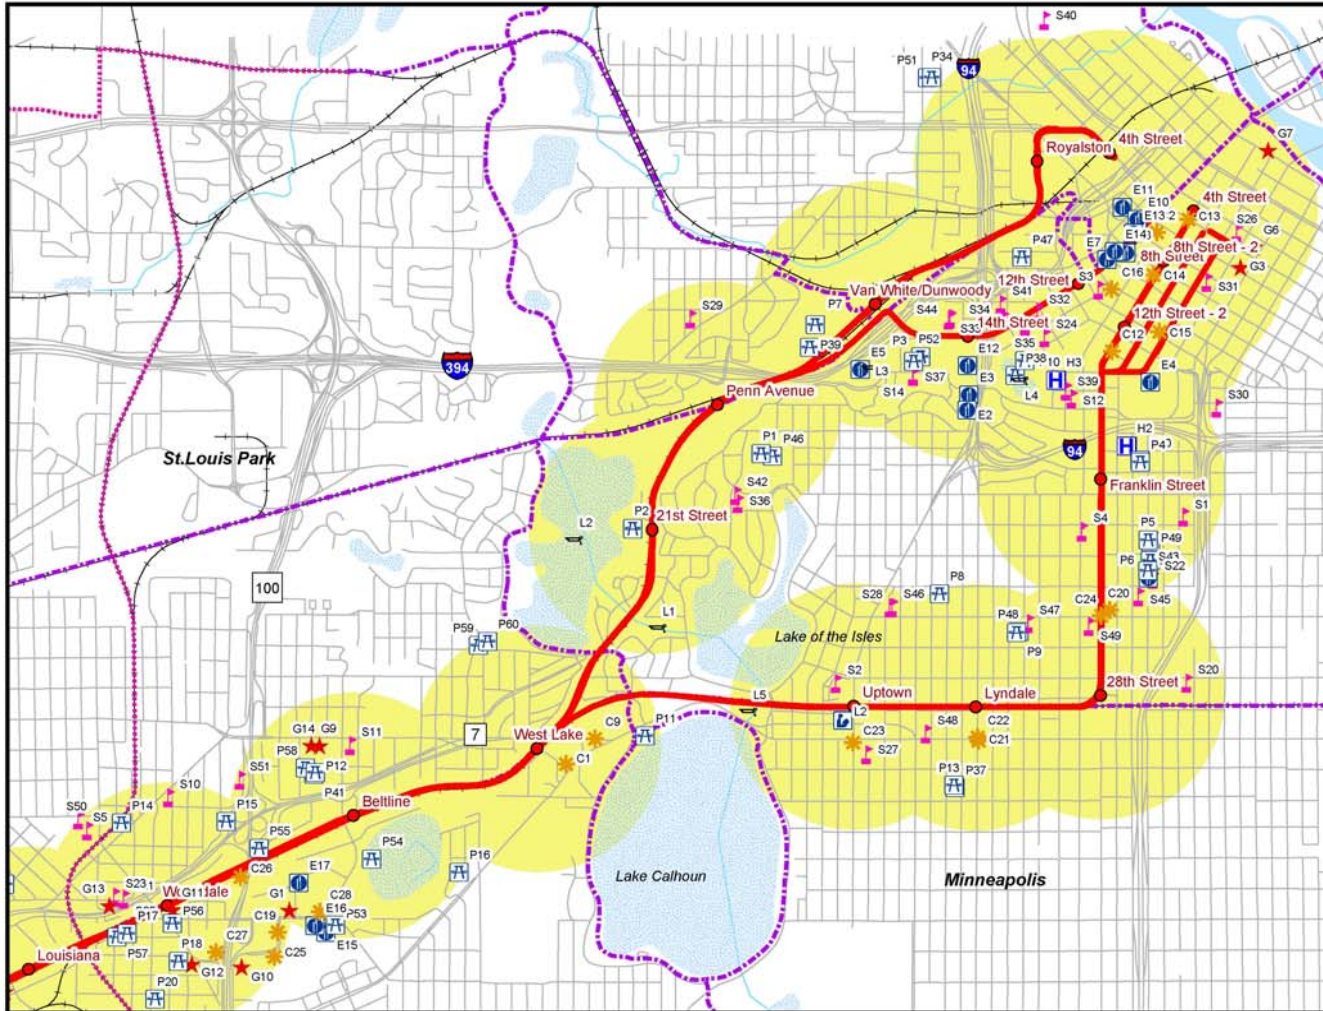 S40
P51 P34
94
G7
4th Street
Royalston
E11
E10
4th Street
E13 2 C13
S26
E14
G6
P47
E7
8th Street - 2
8th Street
G3
12th Street
S3
C16
C14
S31
Van White/Dunwoody
S41
S32
S29
P7
S44
S34
12th Street - 2
S33
14th Street
S24
C12
C15
P3 P52
P39
E5
E12
S35
P38
10
H3
394
L3
S37
E3
S39
E4
S14
L4
S12
Penn Avenue
E2
S30
P1
P46
H2
94
St.Louis Park
S42
Franklin Street
S36
P2
21st Street
S1
S4
L2
P5
P49
P6
S43
S22
100
P8
C20
S28
S46
C24
S45
L1
P48
S47
P59
P60
Lake of the Isles
P9
S49
S2
S20
28th Street
L5
Uptown
Lyndale
L2
G14 G9
S11
7
C9
P11
C22
S48
West Lake
C23
C21
P58
S27
C1
P12
S51
P13
P37
S10
P41
Beltline
S50
S5
P14
P15
P55
P54
P16
E17
C26
Lake Calhoun
G13
S23
G11
G1
C28
Minneapolis
E16
P17
P56
C19
P53
Louisiana
P57
P18
C27
C25
E15
G12
G10
P20